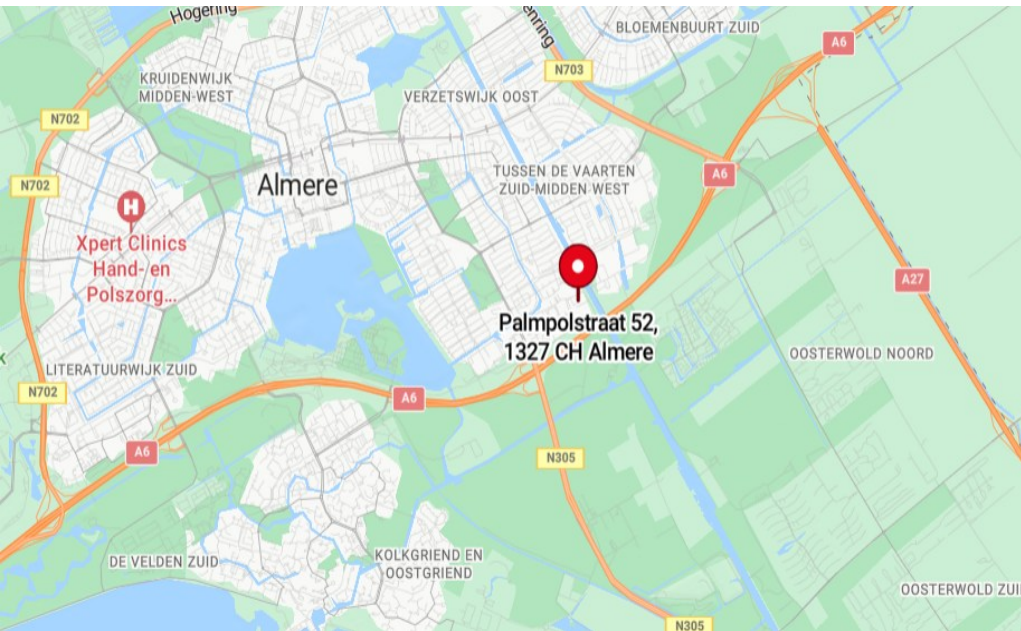 Hogering
BLOEMENBUURT ZUID
A6
N703
KRUIDENWIJK
MIDDEN-WEST
VERZETSWIJK OOST
N702
TUSSEN DE VAARTEN
ZUID-MIDDEN-WEST
A6
N702
Almere
H
Xpert Clinics
Hand- en
Polszorg...
A27
Palmpolstraat 52,
1327 CH Almere
OOSTERWOLD NOORD
LITERATUURWIJK ZUID
N702
A6
A6
N305
DE VELDEN ZUID
KOLKGRIEND EN
OOSTGRIEND
OOSTERWOLD ZUI
N305